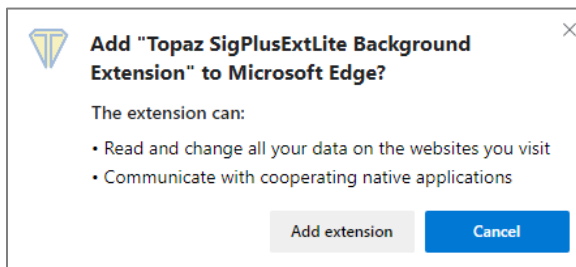 Add "Topaz SigPlusExtLite Background
Extension" to Microsoft Edge?
The extension can:
• Read and change all your data on the websites you visit
• Communicate with cooperating native applications
Add extension
Cancel